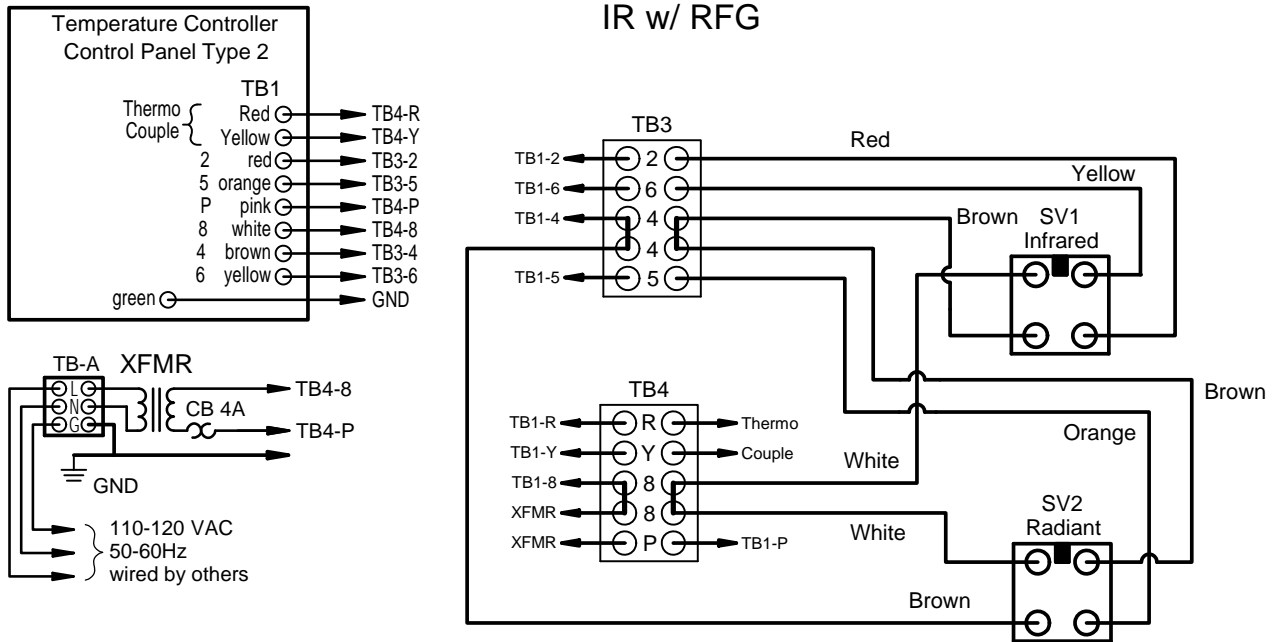 IR w/ RFG
Temperature Controller
Control Panel Type 2
TB1
Thermo
Couple
Red TB4-R
Yellow TB4-Y
2 red TB3-2
5 orange TB3-5
P pink TB4-P
8 white TB4-8
4 brown TB3-4
6 yellow TB3-6
green GND
TB-A XFMR
L
N
G
CB 4A
TB4-8
TB4-P
GND
110-120 VAC
50-60Hz
wired by others
TB3
TB1-2 2
TB1-6 6
TB1-4 4
4
TB1-5 5
Red
Yellow
Brown
SV1
Infrared
Brown
Orange
TB4
TB1-R R Thermo
TB1-Y Y Couple
TB1-8 8
XFMR 8
XFMR P TB1-P
White
White
SV2
Radiant
Brown